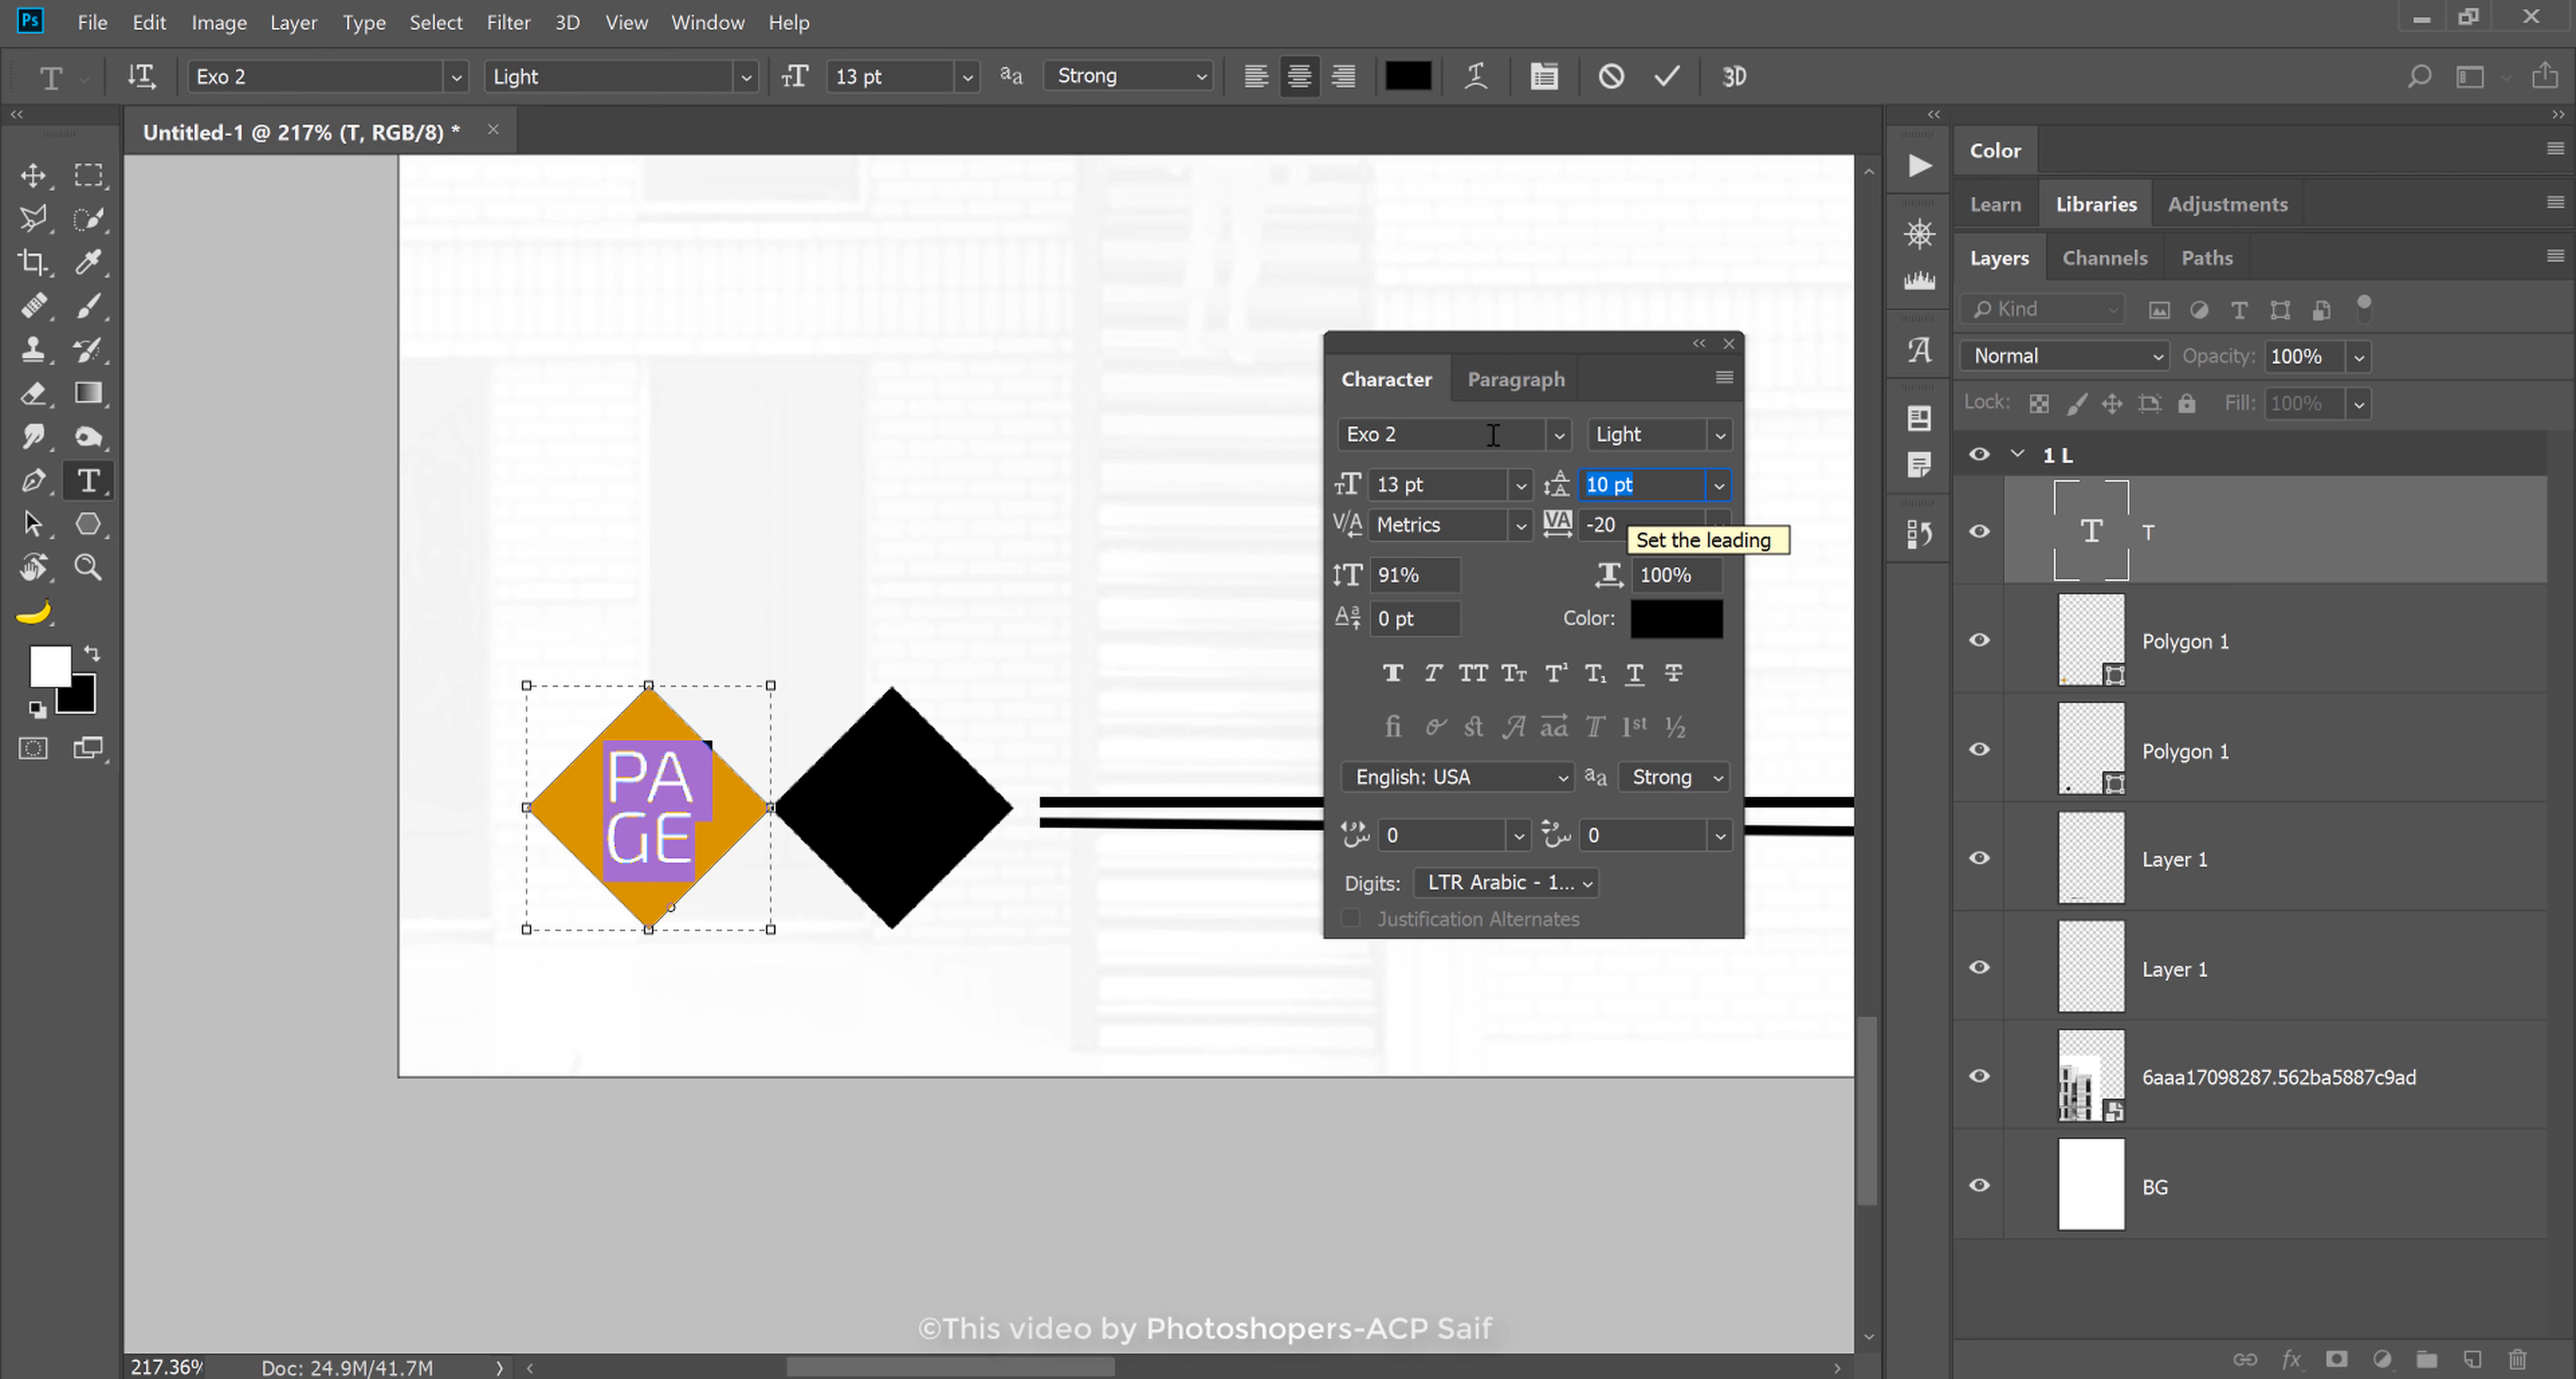 Ps File Edit Image Layer Type Select Filter 3D View Window Help
Exo 2 Light 13 pt Strong 3D
Untitled-1 @ 217% (T, RGB/8) *
Color
Learn Libraries Adjustments
Layers Channels Paths
Kind
Normal Opacity: 100%
Lock: Fill: 100%
1 L
T
Polygon 1
Polygon 1
Layer 1
Layer 1
6aaa17098287.562ba5887c9ad
BG
Character Paragraph
Exo 2 Light
13 pt 10 pt
Metrics -20
Set the leading
91% 100%
0 pt Color:
English: USA Strong
0 0
Digits: LTR Arabic - 1...
Justification Alternates
PA
GE
©This video by Photoshopers-ACP Saif
217.36% Doc: 24.9M/41.7M